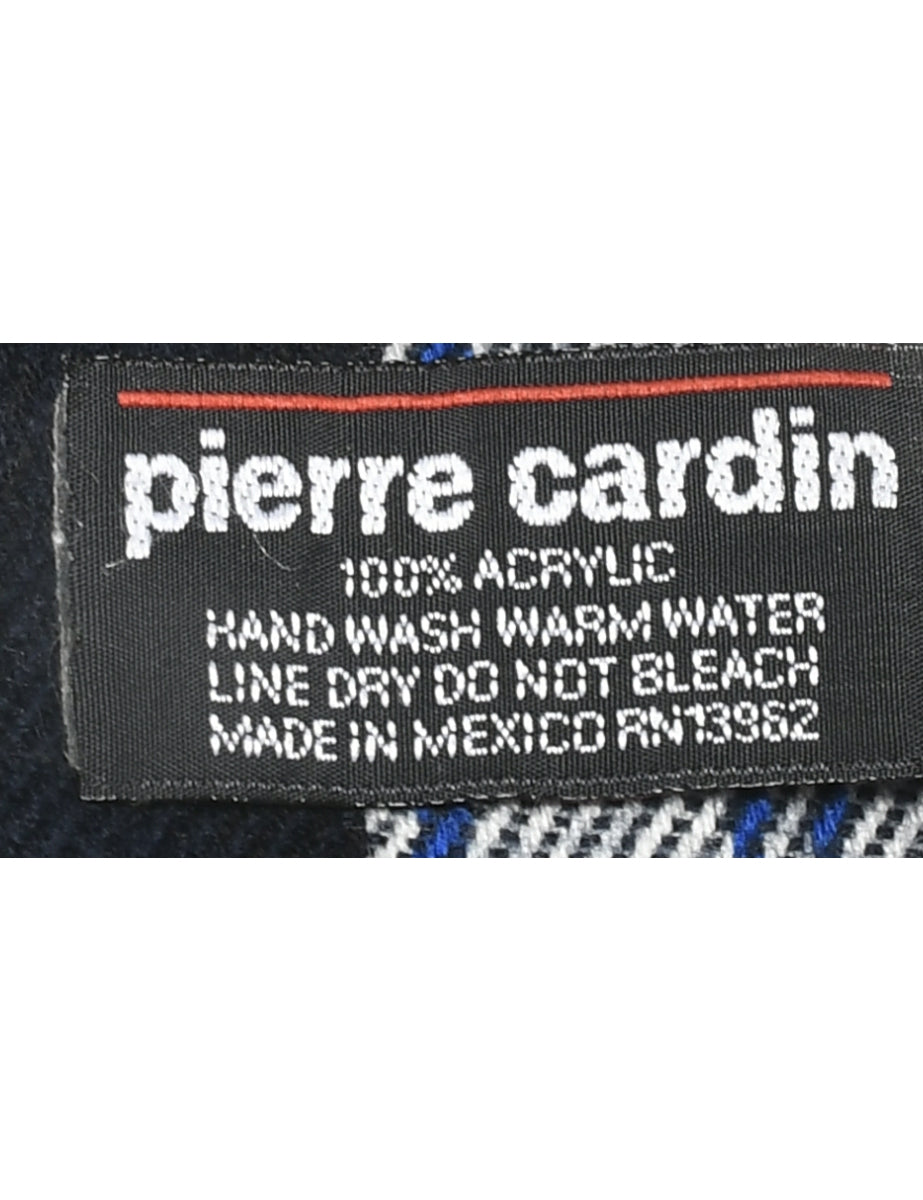 pierre cardin
100% ACRYLIC
HAND WASH WARM WATER
LINE DRY DO NOT BLEACH
MADE IN MEXICO RN13962